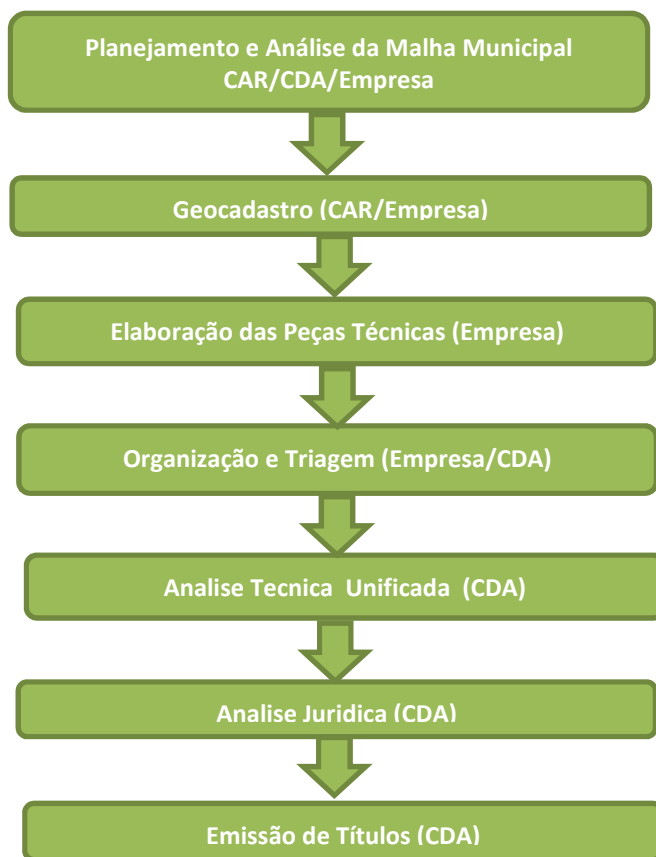 Planejamento e Análise da Malha Municipal
CAR/CDA/Empresa
Geocadastro (CAR/Empresa)
Elaboração das Peças Técnicas (Empresa)
Organização e Triagem (Empresa/CDA)
Analise Tecnica Unificada (CDA)
Analise Juridica (CDA)
Emissão de Títulos (CDA)